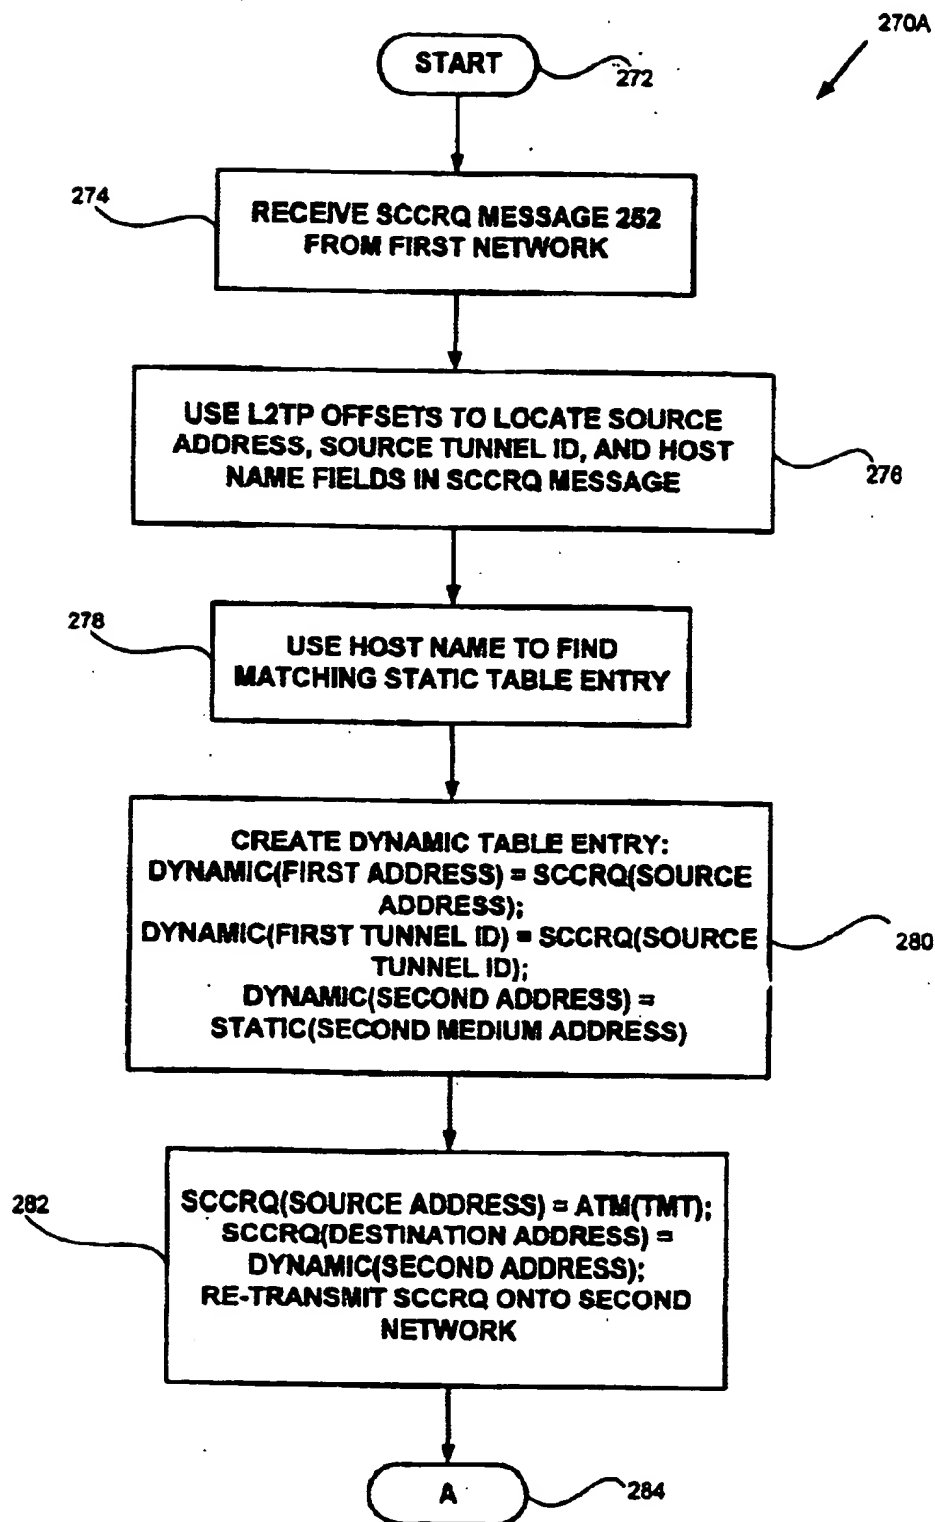 270A
START
272
274
RECEIVE SCCRQ MESSAGE 252
FROM FIRST NETWORK
USE L2TP OFFSETS TO LOCATE SOURCE
ADDRESS, SOURCE TUNNEL ID, AND HOST
NAME FIELDS IN SCCRQ MESSAGE
276
278
USE HOST NAME TO FIND
MATCHING STATIC TABLE ENTRY
CREATE DYNAMIC TABLE ENTRY:
DYNAMIC(FIRST ADDRESS) = SCCRQ(SOURCE
ADDRESS);
DYNAMIC(FIRST TUNNEL ID) = SCCRQ(SOURCE
TUNNEL ID);
DYNAMIC(SECOND ADDRESS) =
STATIC(SECOND MEDIUM ADDRESS)
280
282
SCCRQ(SOURCE ADDRESS) = ATM(TMT);
SCCRQ(DESTINATION ADDRESS) =
DYNAMIC(SECOND ADDRESS);
RE-TRANSMIT SCCRQ ONTO SECOND
NETWORK
A
284